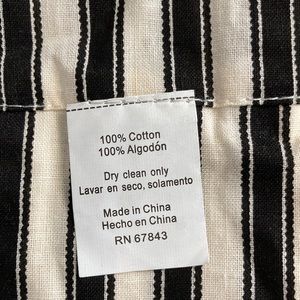 100% Cotton
100% Algodón
Dry clean only
Lavar en seco, solamento
Made in China
Hecho en China
RN 67843